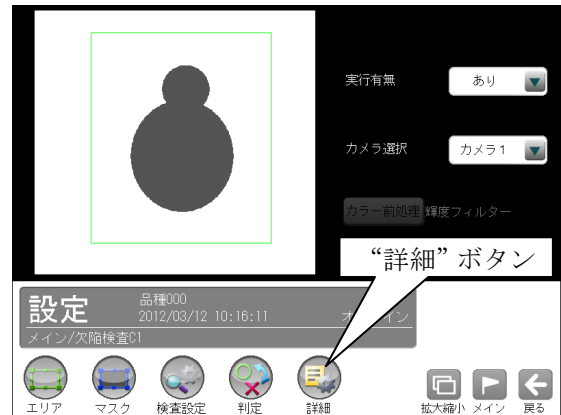 実行有無 あり
カメラ選択 カメラ1
カラー前処理 輝度フィルター
“詳細” ボタン
設定
品種000
2012/03/12 10:16:11
イン
メイン/欠陥検査C1
エリア マスク 検査設定 判定 詳細 拡大縮小 メイン 戻る